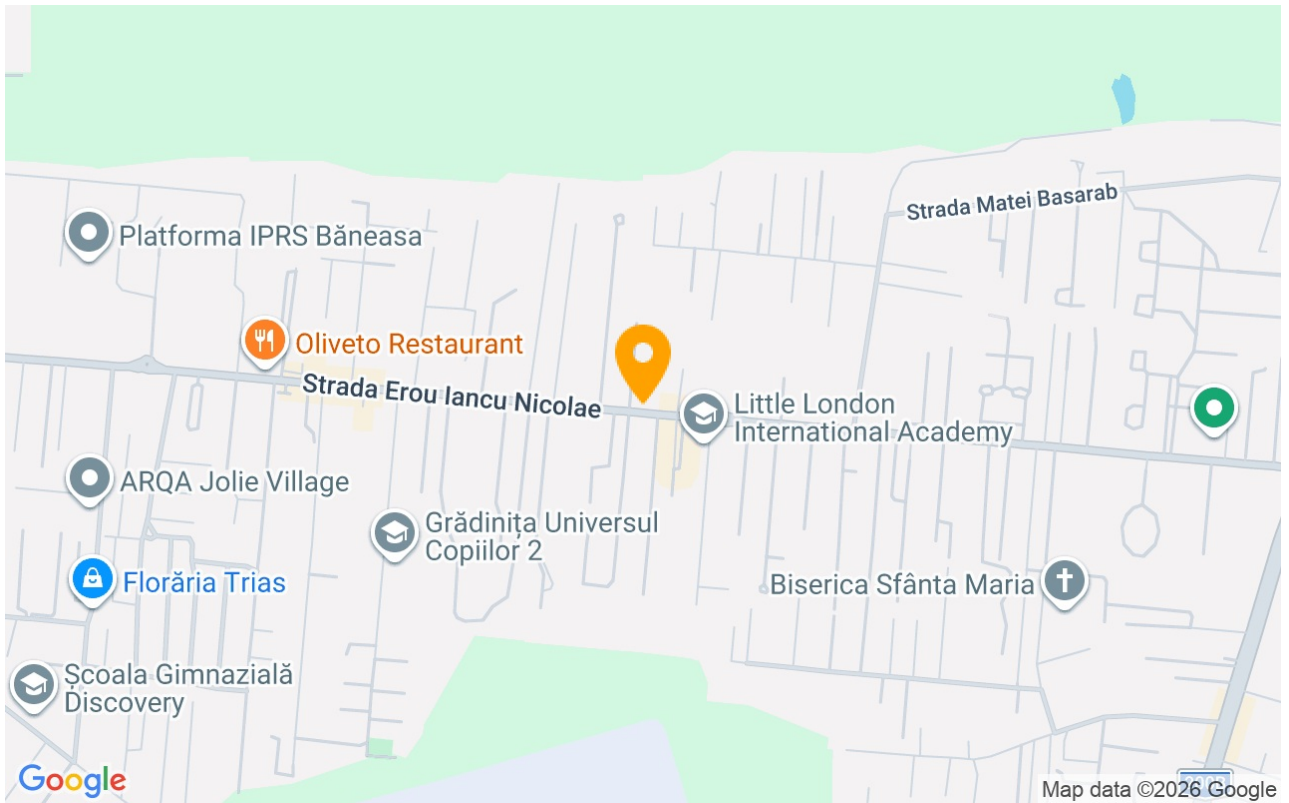 Strada Matei Basarab
Platforma IPRS Băneasa
Oliveto Restaurant
Strada Erou Iancu Nicolae
Little London
International Academy
ARQA Jolie Village
Grădinița Universul
Copiilor 2
Florăria Trias
Biserica Sfânta Maria
Școala Gimnazială
Discovery
Google
Map data ©2026 Google